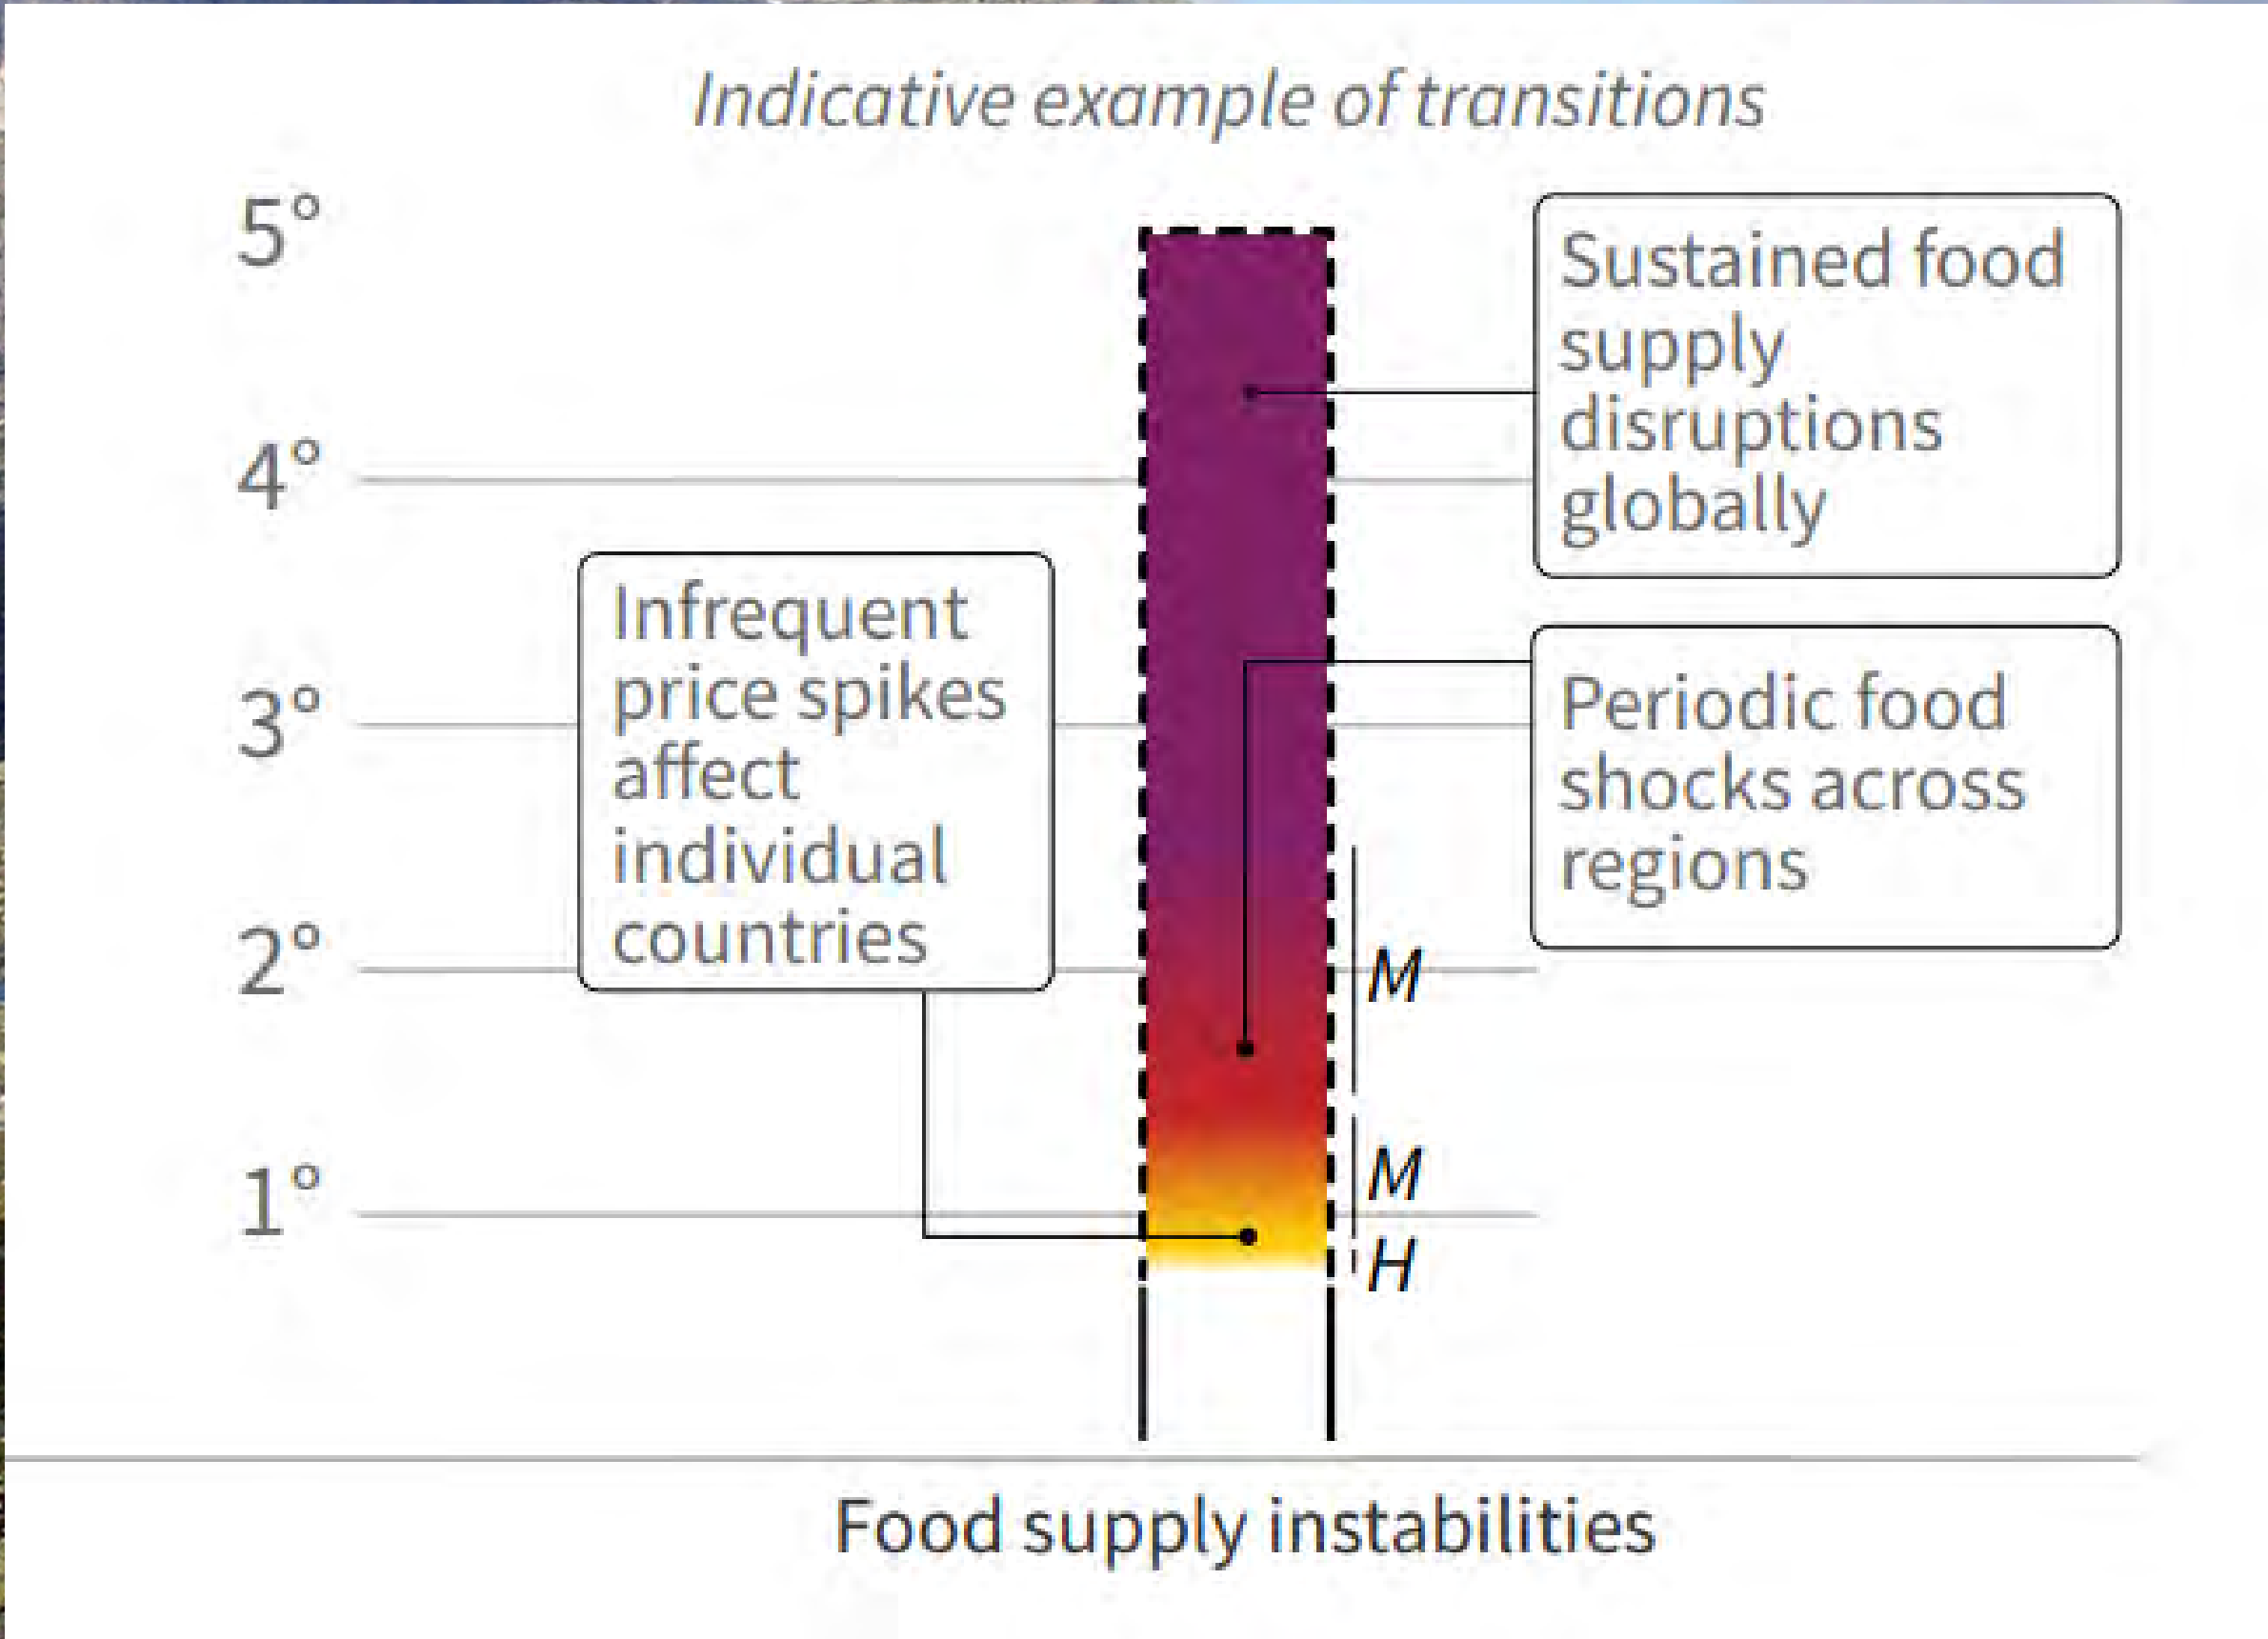 Indicative example of transitions
5°
Sustained food
supply
disruptions
globally
4°
Infrequent
price spikes
affect
individual
countries
3°
Periodic food
shocks across
regions
2°
M
M
1°
H
Food supply instabilities